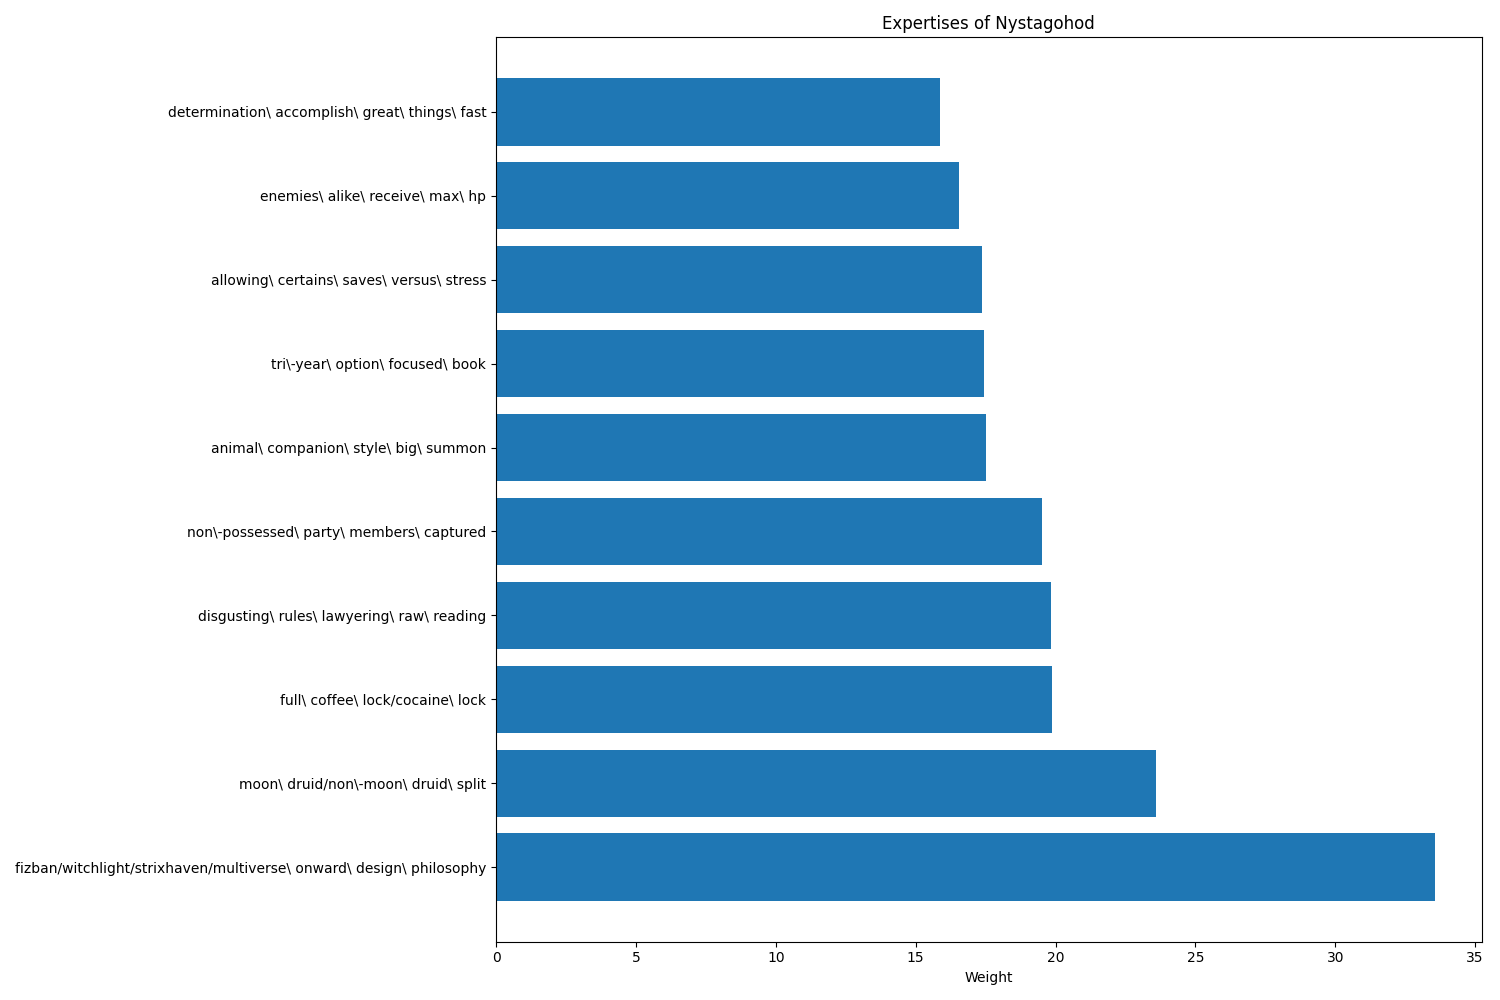 Expertises of Nystagohod
determination\ accomplish\ great\ things\ fast
enemies\ alike\ receive\ max\ hp
allowing\ certains\ saves\ versus\ stress
tri\-year\ option\ focused\ book
animal\ companion\ style\ big\ summon
non\-possessed\ party\ members\ captured
disgusting\ rules\ lawyering\ raw\ reading
full\ coffee\ lock/cocaine\ lock
moon\ druid/non\-moon\ druid\ split
fizban/witchlight/strixhaven/multiverse\ onward\ design\ philosophy
0 5 10 15 20 25 30 35
Weight